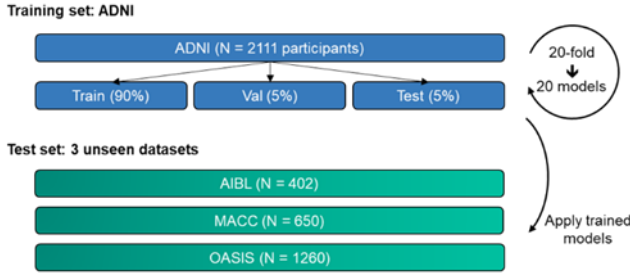 Training set: ADNI
ADNI (N = 2111 participants)
Train (90%)
Val (5%)
Test (5%)
20-fold
20 models
Test set: 3 unseen datasets
AIBL (N = 402)
MACC (N = 650)
OASIS (N = 1260)
Apply trained
models